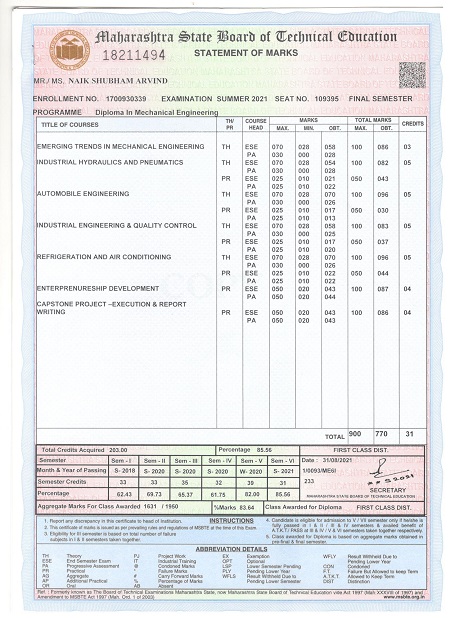 Maharashtra State Board of Technical Education
18211494
STATEMENT OF MARKS
MR./ MS. NAIK SHUBHAM ARVIND
ENROLLMENT NO. 1700930339 EXAMINATION SUMMER 2021 SEAT NO. 109395 FINAL SEMESTER
PROGRAMME Diploma In Mechanical Engineering
TITLE OF COURSES TH/ PR COURSE HEAD MARKS MAX. MIN. OBT. TOTAL MARKS MAX. OBT. CREDITS
EMERGING TRENDS IN MECHANICAL ENGINEERING TH ESE 070 028 058 100 086 03
PA 030 000 028
INDUSTRIAL HYDRAULICS AND PNEUMATICS TH ESE 070 028 054 100 082 05
PA 030 000 028
PR ESE 025 010 021 050 043
PA 025 010 022
AUTOMOBILE ENGINEERING TH ESE 070 028 070 100 096 05
PA 030 000 026
PR ESE 025 010 017 050 030
PA 025 010 013
INDUSTRIAL ENGINEERING & QUALITY CONTROL TH ESE 070 028 058 100 083 05
PA 030 000 025
PR ESE 025 010 017 050 037
PA 025 010 020
REFRIGERATION AND AIR CONDITIONING TH ESE 070 028 070 100 096 05
PA 030 000 026
PR ESE 025 010 022 050 044
PA 025 010 022
ENTERPRENURESHIP DEVELOPMENT PR ESE 050 020 043 100 087 04
PA 050 020 044
CAPSTONE PROJECT –EXECUTION & REPORT
WRITING PR ESE 050 020 043 100 086 04
PA 050 020 043
TOTAL 900 770 31
Total Credits Acquired 203.00 Percentage 85.56 FIRST CLASS DIST.
Semester Sem - I Sem - II Sem - III Sem - IV Sem - V Sem - VI Date : 31/08/2021
Month & Year of Passing S- 2018 S- 2020 S- 2020 S- 2020 W- 2020 S- 2021 1/0093/ME6I
Semester Credits 33 33 35 32 39 31 233
Percentage 62.43 69.73 65.37 61.75 82.00 85.56
SECRETARY
MAHARASHTRA STATE BOARD OF TECHNICAL EDUCATION
Aggregate Marks For Class Awarded 1631 / 1950 %Marks 83.64 Class Awarded for Diploma FIRST CLASS DIST.
INSTRUCTIONS
1. Report any discrepancy in this certificate to head of Institution.
2. This certificate of marks is issued as per prevailing rules and regulations of MSBTE at the time of this Exam.
3. Eligibility for III semester is based on total number of failure
subjects in I & II semesters taken together.
4. Candidate is eligible for admission to V / VII semester only if he/she is
fully passed in I & II / III & IV semesters & availed benefit of
A.T.K.T./ PASS at III & IV / V & VI semesters taken together respectively.
5. Class awarded for Diploma is based on aggregate marks obtained in
pre-final & final semester.
ABBREVIATION DETAILS
TH Theory PJ Project Work EX Exemption WFLY Result Withheld Due to
ESE End Semester Exam IT Industrial Training OPT Optional Pending Lower Year
PA Progressive Assessment @ Condoned Marks LSP Lower Semester Pending CON Condoned
PR Practical * Failure Marks PLY Pending Lower Year F.T. Failure But Allowed to keep Term
AG Aggregate # Carry Forward Marks WFLS Result Withheld Due to A.T.K.T. Allowed to Keep Term
AP Additional Practical % Percentage of Marks Pending Lower Semester DIST Distinction
OR Oral AB Absent
Ref : Formerly known as The Board of Technical Examinations Maharashtra State, now Maharashtra State Board of Technical Education vide Act 1997 (Mah XXXVIII of 1997) and
Amendment to MSBTE Act 1997 (Mah. Ord. 1 of 2002)
www.msbte.org.in